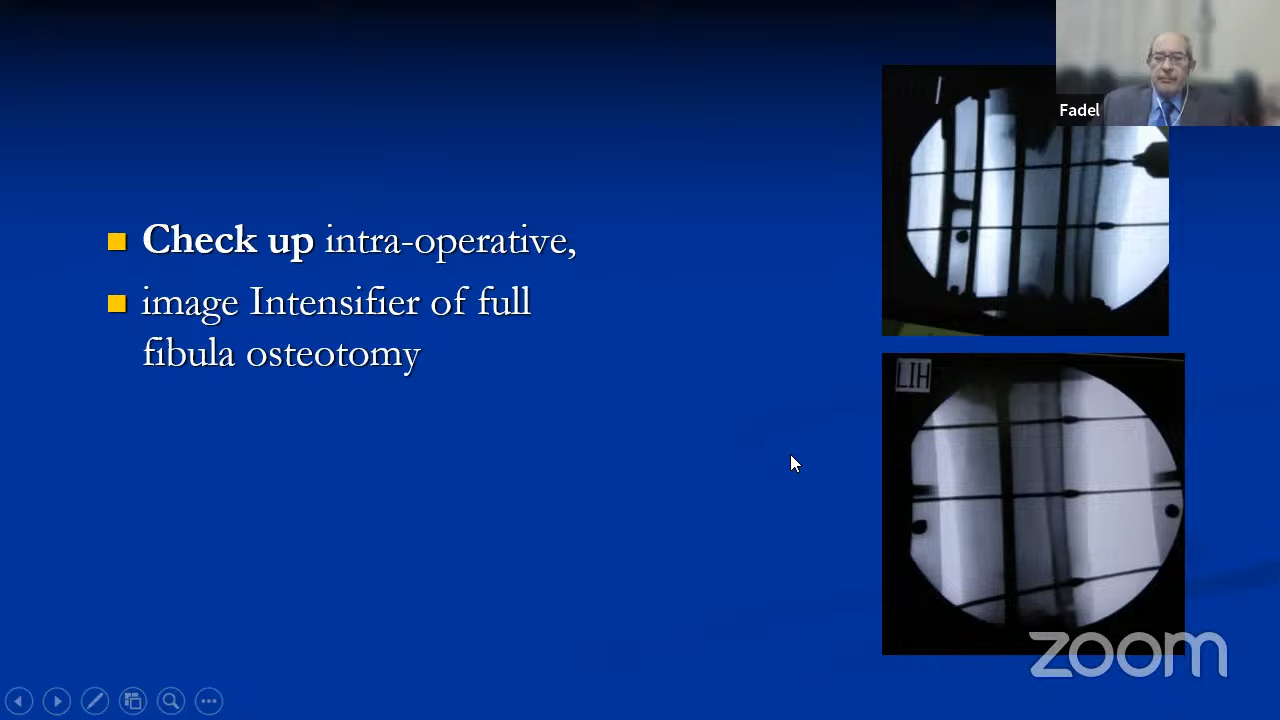 Check up intra-operative,
image Intensifier of full
fibula osteotomy
Fadel
LIH
zoom